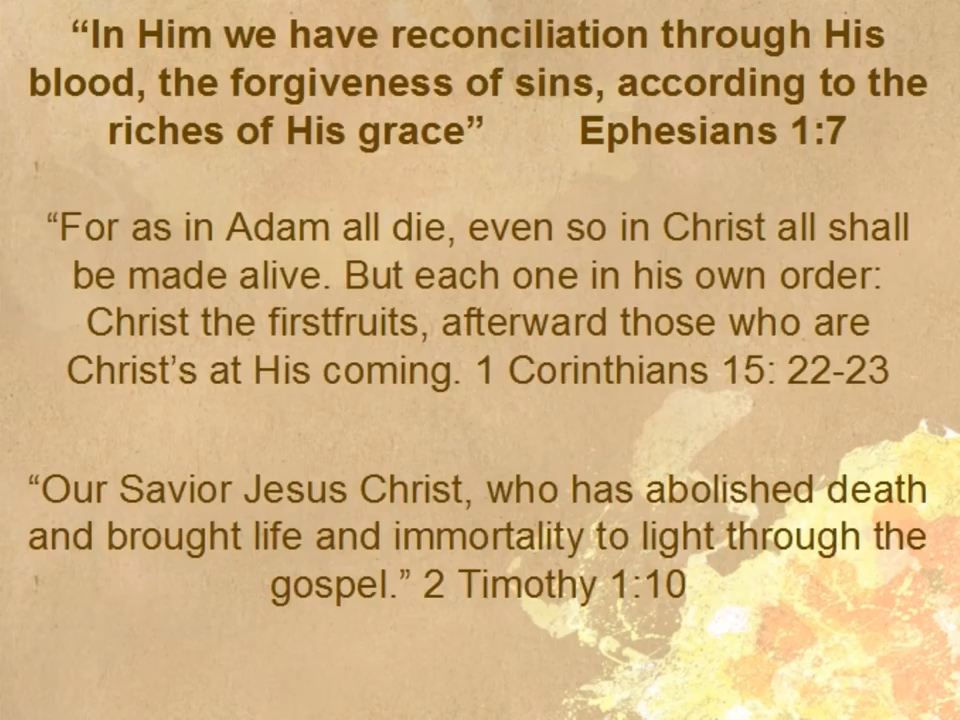 “In Him we have reconciliation through His
blood, the forgiveness of sins, according to the
riches of His grace” Ephesians 1:7
“For as in Adam all die, even so in Christ all shall
be made alive. But each one in his own order:
Christ the firstfruits, afterward those who are
Christ’s at His coming. 1 Corinthians 15: 22-23
“Our Savior Jesus Christ, who has abolished death
and brought life and immortality to light through the
gospel.” 2 Timothy 1:10